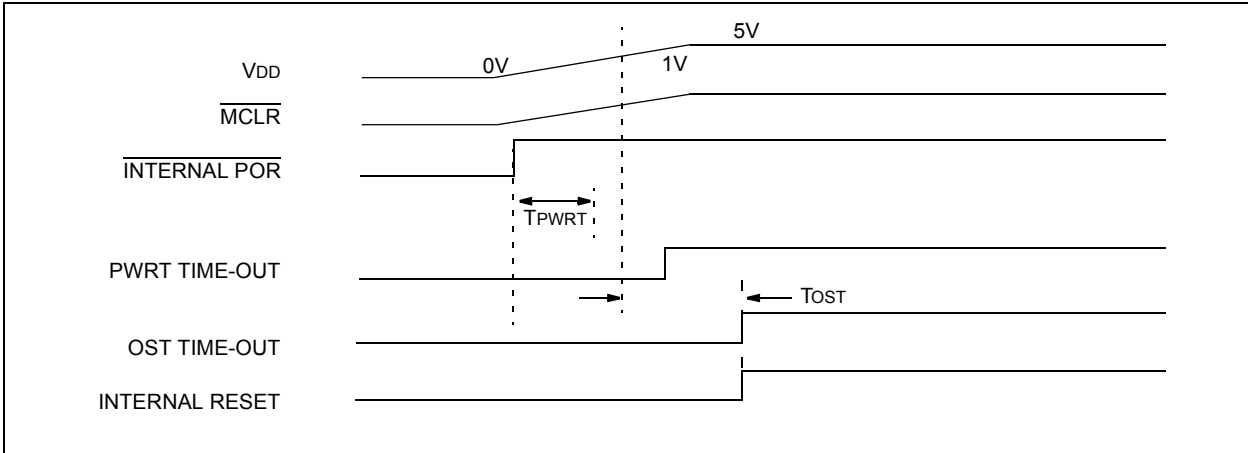 5V
VDD
0V
1V
MCLR
INTERNAL POR
TPWRT
PWRT TIME-OUT
TOST
OST TIME-OUT
INTERNAL RESET